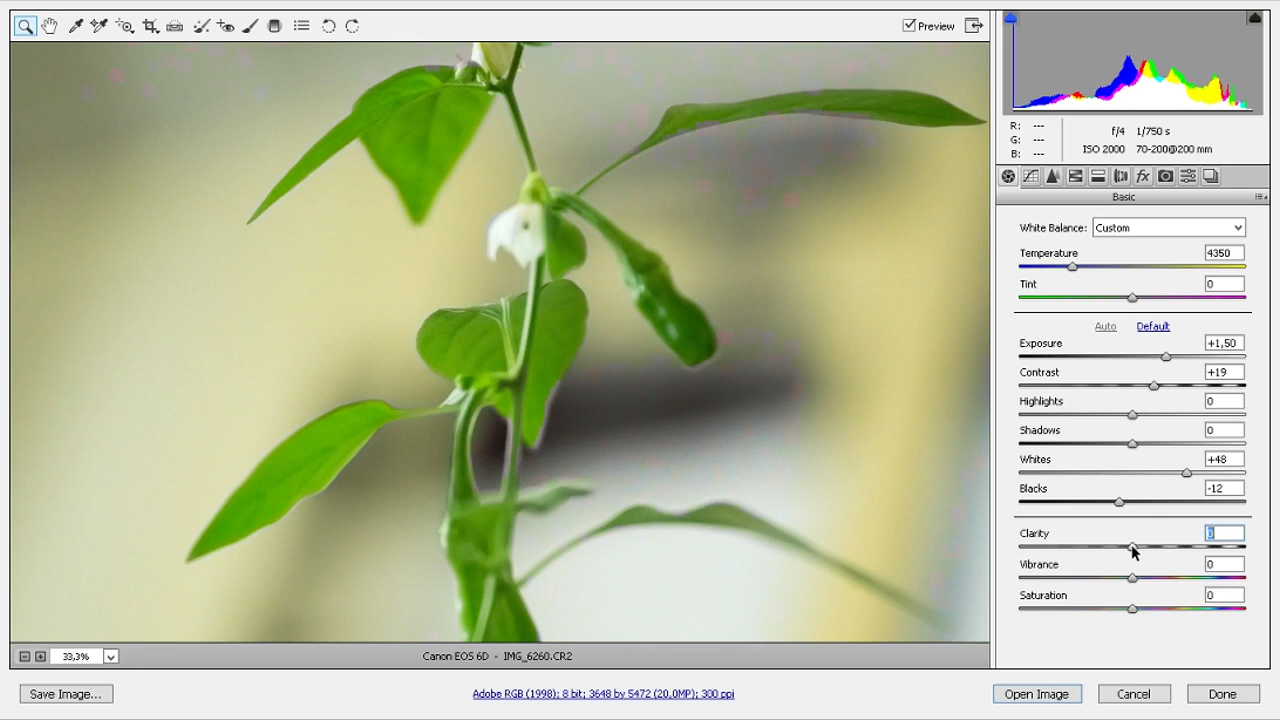 Preview
R: ---
G: ---
B: ---
f/4 1/750 s
ISO 2000 70-200@200 mm
fx
Basic
White Balance: Custom
Temperature 4350
Tint 0
Auto Default
Exposure +1,50
Contrast +19
Highlights 0
Shadows 0
Whites +48
Blacks -12
Clarity 0
Vibrance 0
Saturation 0
33,3%
Canon EOS 6D - IMG_6260.CR2
Save Image...
Adobe RGB (1998); 8 bit; 3648 by 5472 (20,0MP); 300 ppi
Open Image
Cancel
Done